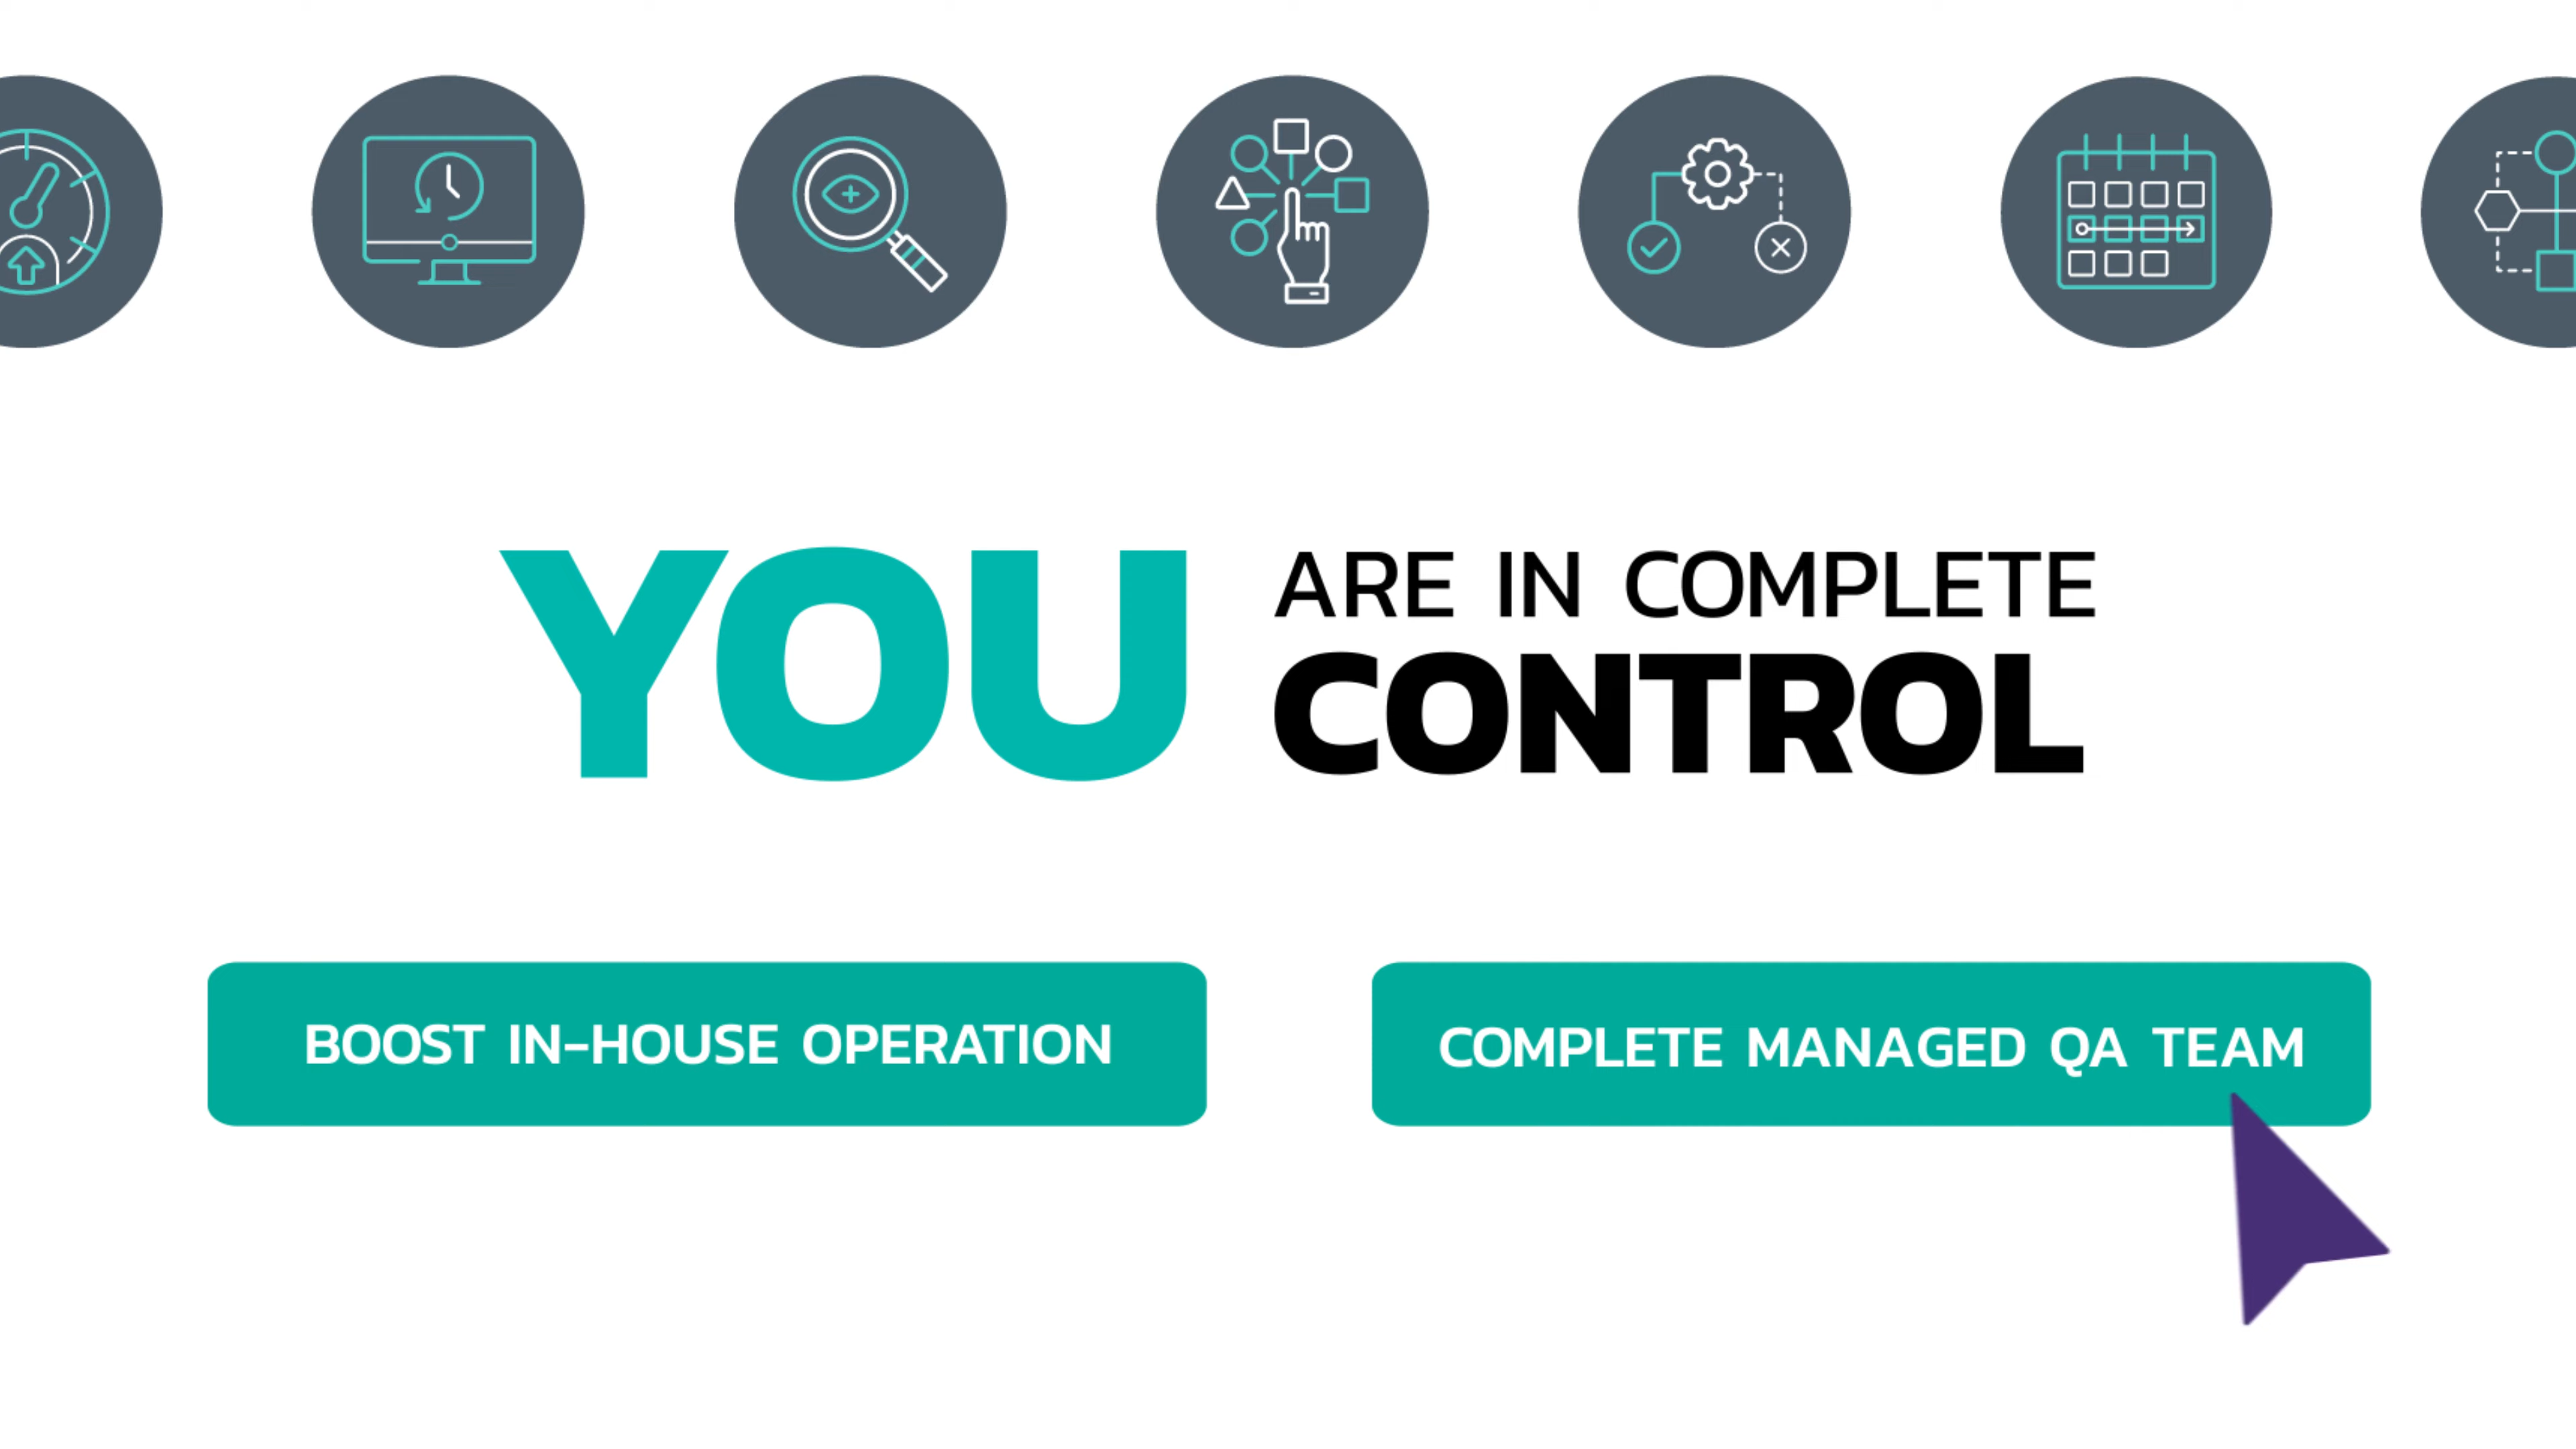 YOU
ARE IN COMPLETE
CONTROL
BOOST IN-HOUSE OPERATION
COMPLETE MANAGED QA TEAM